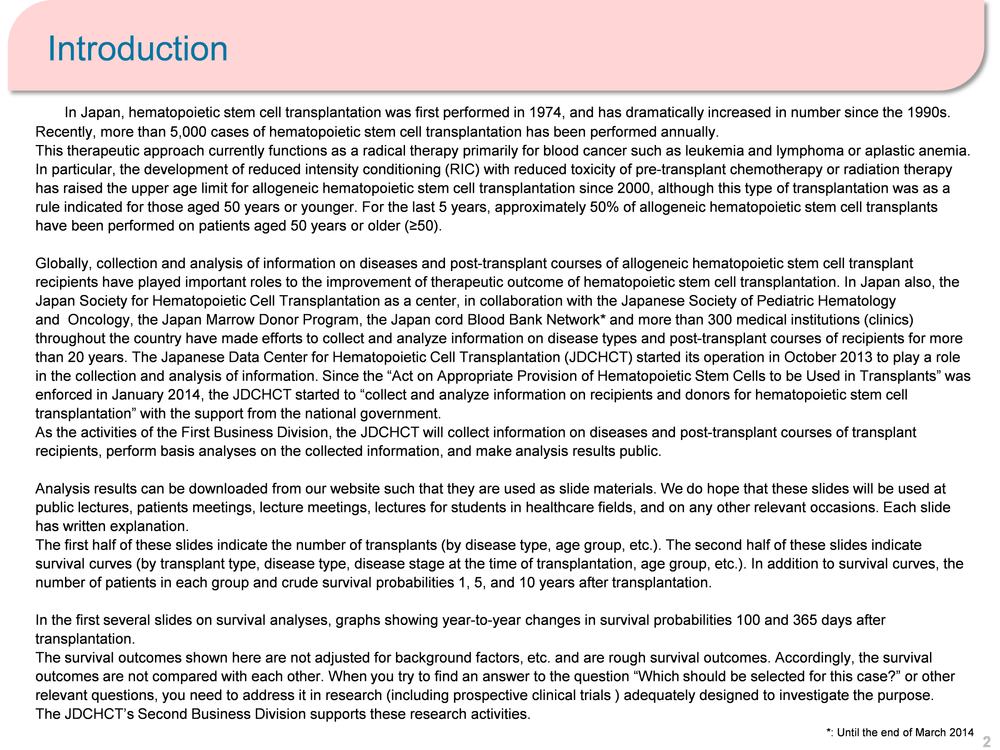 Introduction
In Japan, hematopoietic stem cell transplantation was first performed in 1974, and has dramatically increased in number since the 1990s.
Recently, more than 5,000 cases of hematopoietic stem cell transplantation has been performed annually.
This therapeutic approach currently functions as a radical therapy primarily for blood cancer such as leukemia and lymphoma or aplastic anemia.
In particular, the development of reduced intensity conditioning (RIC) with reduced toxicity of pre-transplant chemotherapy or radiation therapy
has raised the upper age limit for allogeneic hematopoietic stem cell transplantation since 2000, although this type of transplantation was as a
rule indicated for those aged 50 years or younger. For the last 5 years, approximately 50% of allogeneic hematopoietic stem cell transplants
have been performed on patients aged 50 years or older (≥50).
Globally, collection and analysis of information on diseases and post-transplant courses of allogeneic hematopoietic stem cell transplant
recipients have played important roles to the improvement of therapeutic outcome of hematopoietic stem cell transplantation. In Japan also, the
Japan Society for Hematopoietic Cell Transplantation as a center, in collaboration with the Japanese Society of Pediatric Hematology
and  Oncology, the Japan Marrow Donor Program, the Japan cord Blood Bank Network* and more than 300 medical institutions (clinics)
throughout the country have made efforts to collect and analyze information on disease types and post-transplant courses of recipients for more
than 20 years. The Japanese Data Center for Hematopoietic Cell Transplantation (JDCHCT) started its operation in October 2013 to play a role
in the collection and analysis of information. Since the “Act on Appropriate Provision of Hematopoietic Stem Cells to be Used in Transplants” was
enforced in January 2014, the JDCHCT started to “collect and analyze information on recipients and donors for hematopoietic stem cell
transplantation” with the support from the national government.
As the activities of the First Business Division, the JDCHCT will collect information on diseases and post-transplant courses of transplant
recipients, perform basis analyses on the collected information, and make analysis results public.
Analysis results can be downloaded from our website such that they are used as slide materials. We do hope that these slides will be used at
public lectures, patients meetings, lecture meetings, lectures for students in healthcare fields, and on any other relevant occasions. Each slide
has written explanation.
The first half of these slides indicate the number of transplants (by disease type, age group, etc.). The second half of these slides indicate
survival curves (by transplant type, disease type, disease stage at the time of transplantation, age group, etc.). In addition to survival curves, the
number of patients in each group and crude survival probabilities 1, 5, and 10 years after transplantation.
In the first several slides on survival analyses, graphs showing year-to-year changes in survival probabilities 100 and 365 days after
transplantation.
The survival outcomes shown here are not adjusted for background factors, etc. and are rough survival outcomes. Accordingly, the survival
outcomes are not compared with each other. When you try to find an answer to the question “Which should be selected for this case?” or other
relevant questions, you need to address it in research (including prospective clinical trials ) adequately designed to investigate the purpose.
The JDCHCT’s Second Business Division supports these research activities.
*: Until the end of March 2014
2